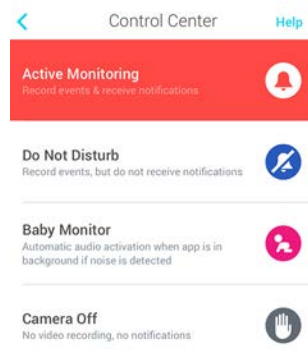 Control Center Help
Active Monitoring
Record events & receive notifications
Do Not Disturb
Record events, but do not receive notifications
Baby Monitor
Automatic audio activation when app is in
background if noise is detected
Camera Off
No video recording, no notifications